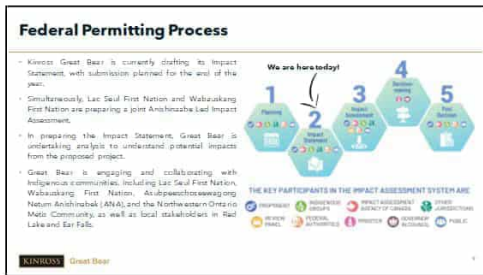 Federal Permitting Process
• Kinross Great Bear is currently drafting its Impact
Statement, with submission planned for the end of the
year.
• Simultaneously, Lac Seul First Nation and Wabauskang
First Nation are preparing a joint Anishinaabe Led Impact
Assessment.
• In preparing the Impact Statement, Great Bear is
undertaking analysis to understand potential impacts
from the proposed project.
• Great Bear is engaging and collaborating with
Indigenous communities, including Lac Seul First Nation,
Wabauskang First Nation, Asubpeeschoseewagong
Netum Anishinabek (ANA), and the Northwestern Ontario
Metis Community, as well as local stakeholders in Red
Lake and Ear Falls.
We are here today!
1
Planning
2
Impact
Statement
3
Impact
Assessment
4
Decision-
making
5
Post
Decision
THE KEY PARTICIPANTS IN THE IMPACT ASSESSMENT SYSTEM ARE
PROPONENT
INDIGENOUS
GROUPS
IMPACT ASSESSMENT
AGENCY OF CANADA
OTHER
JURISDICTIONS
REVIEW
PANEL
FEDERAL
AUTHORITIES
MINISTER
GOVERNOR
IN COUNCIL
PUBLIC
KINROSS Great Bear